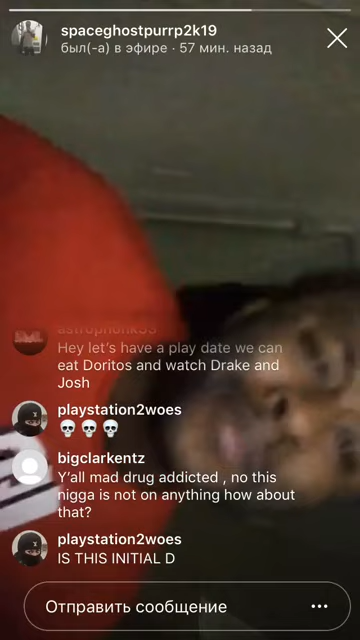 spaceghostpurrp2k19
был(-а) в эфире · 57 мин. назад
astrophonk53
Hey let's have a play date we can
eat Doritos and watch Drake and
Josh
playstation2woes
💀💀💀
bigclarkentz
Y'all mad drug addicted , no this
nigga is not on anything how about
that?
playstation2woes
IS THIS INITIAL D
Отправить сообщение